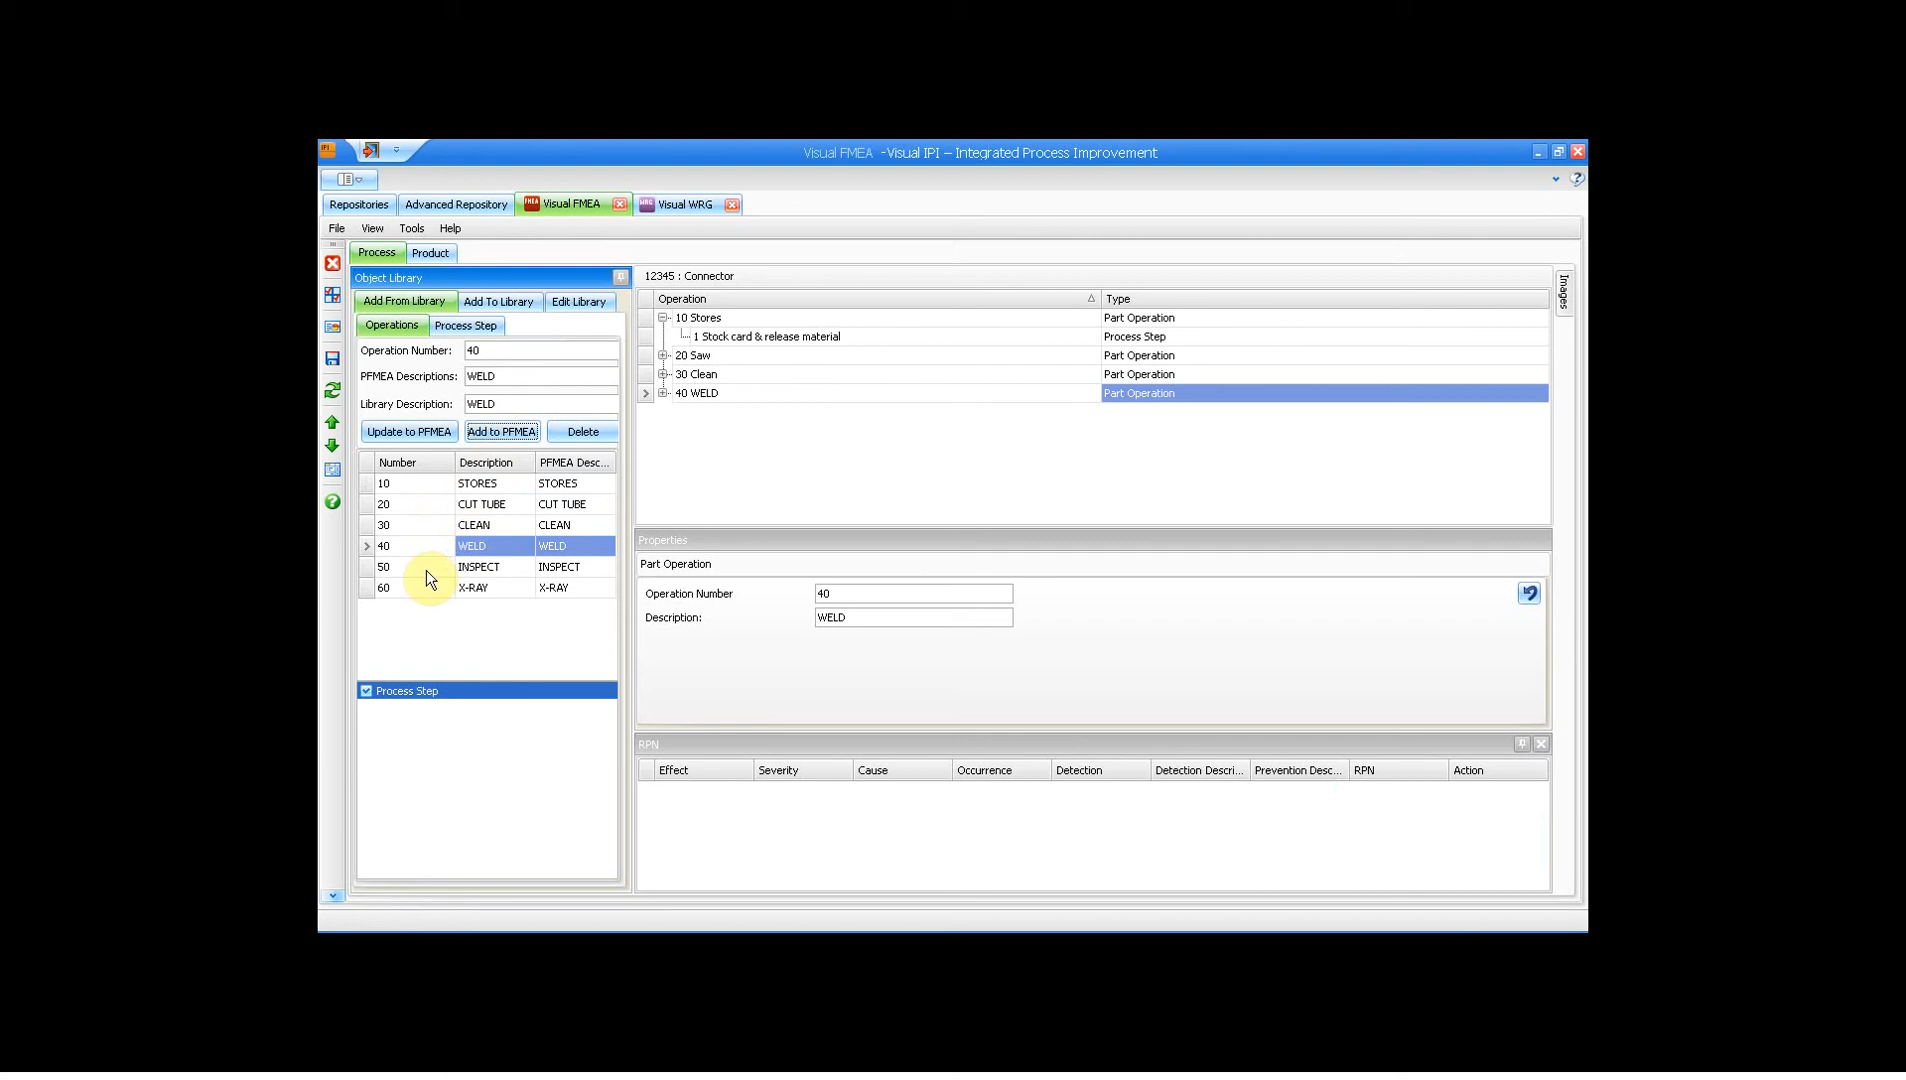 IPI Visual FMEA -Visual IPI – Integrated Process Improvement
Repositories Advanced Repository FMEA Visual FMEA WRG Visual WRG
File View Tools Help
Process Product
Object Library
Add From Library Add To Library Edit Library
Operations Process Step
Operation Number: 40
PFMEA Descriptions: WELD
Library Description: WELD
Update to PFMEA Add to PFMEA Delete
Number Description PFMEA Desc...
10 STORES STORES
20 CUT TUBE CUT TUBE
30 CLEAN CLEAN
40 WELD WELD
50 INSPECT INSPECT
60 X-RAY X-RAY
Process Step
12345 : Connector
Operation Type
10 Stores Part Operation
1 Stock card & release material Process Step
20 Saw Part Operation
30 Clean Part Operation
40 WELD Part Operation
Images
Properties
Part Operation
Operation Number 40
Description: WELD
RPN
Effect Severity Cause Occurrence Detection Detection Descri... Prevention Desc... RPN Action